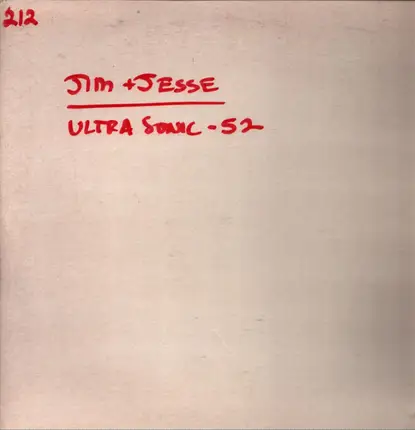 212
JIM + JESSE
ULTRA SONIC - 52